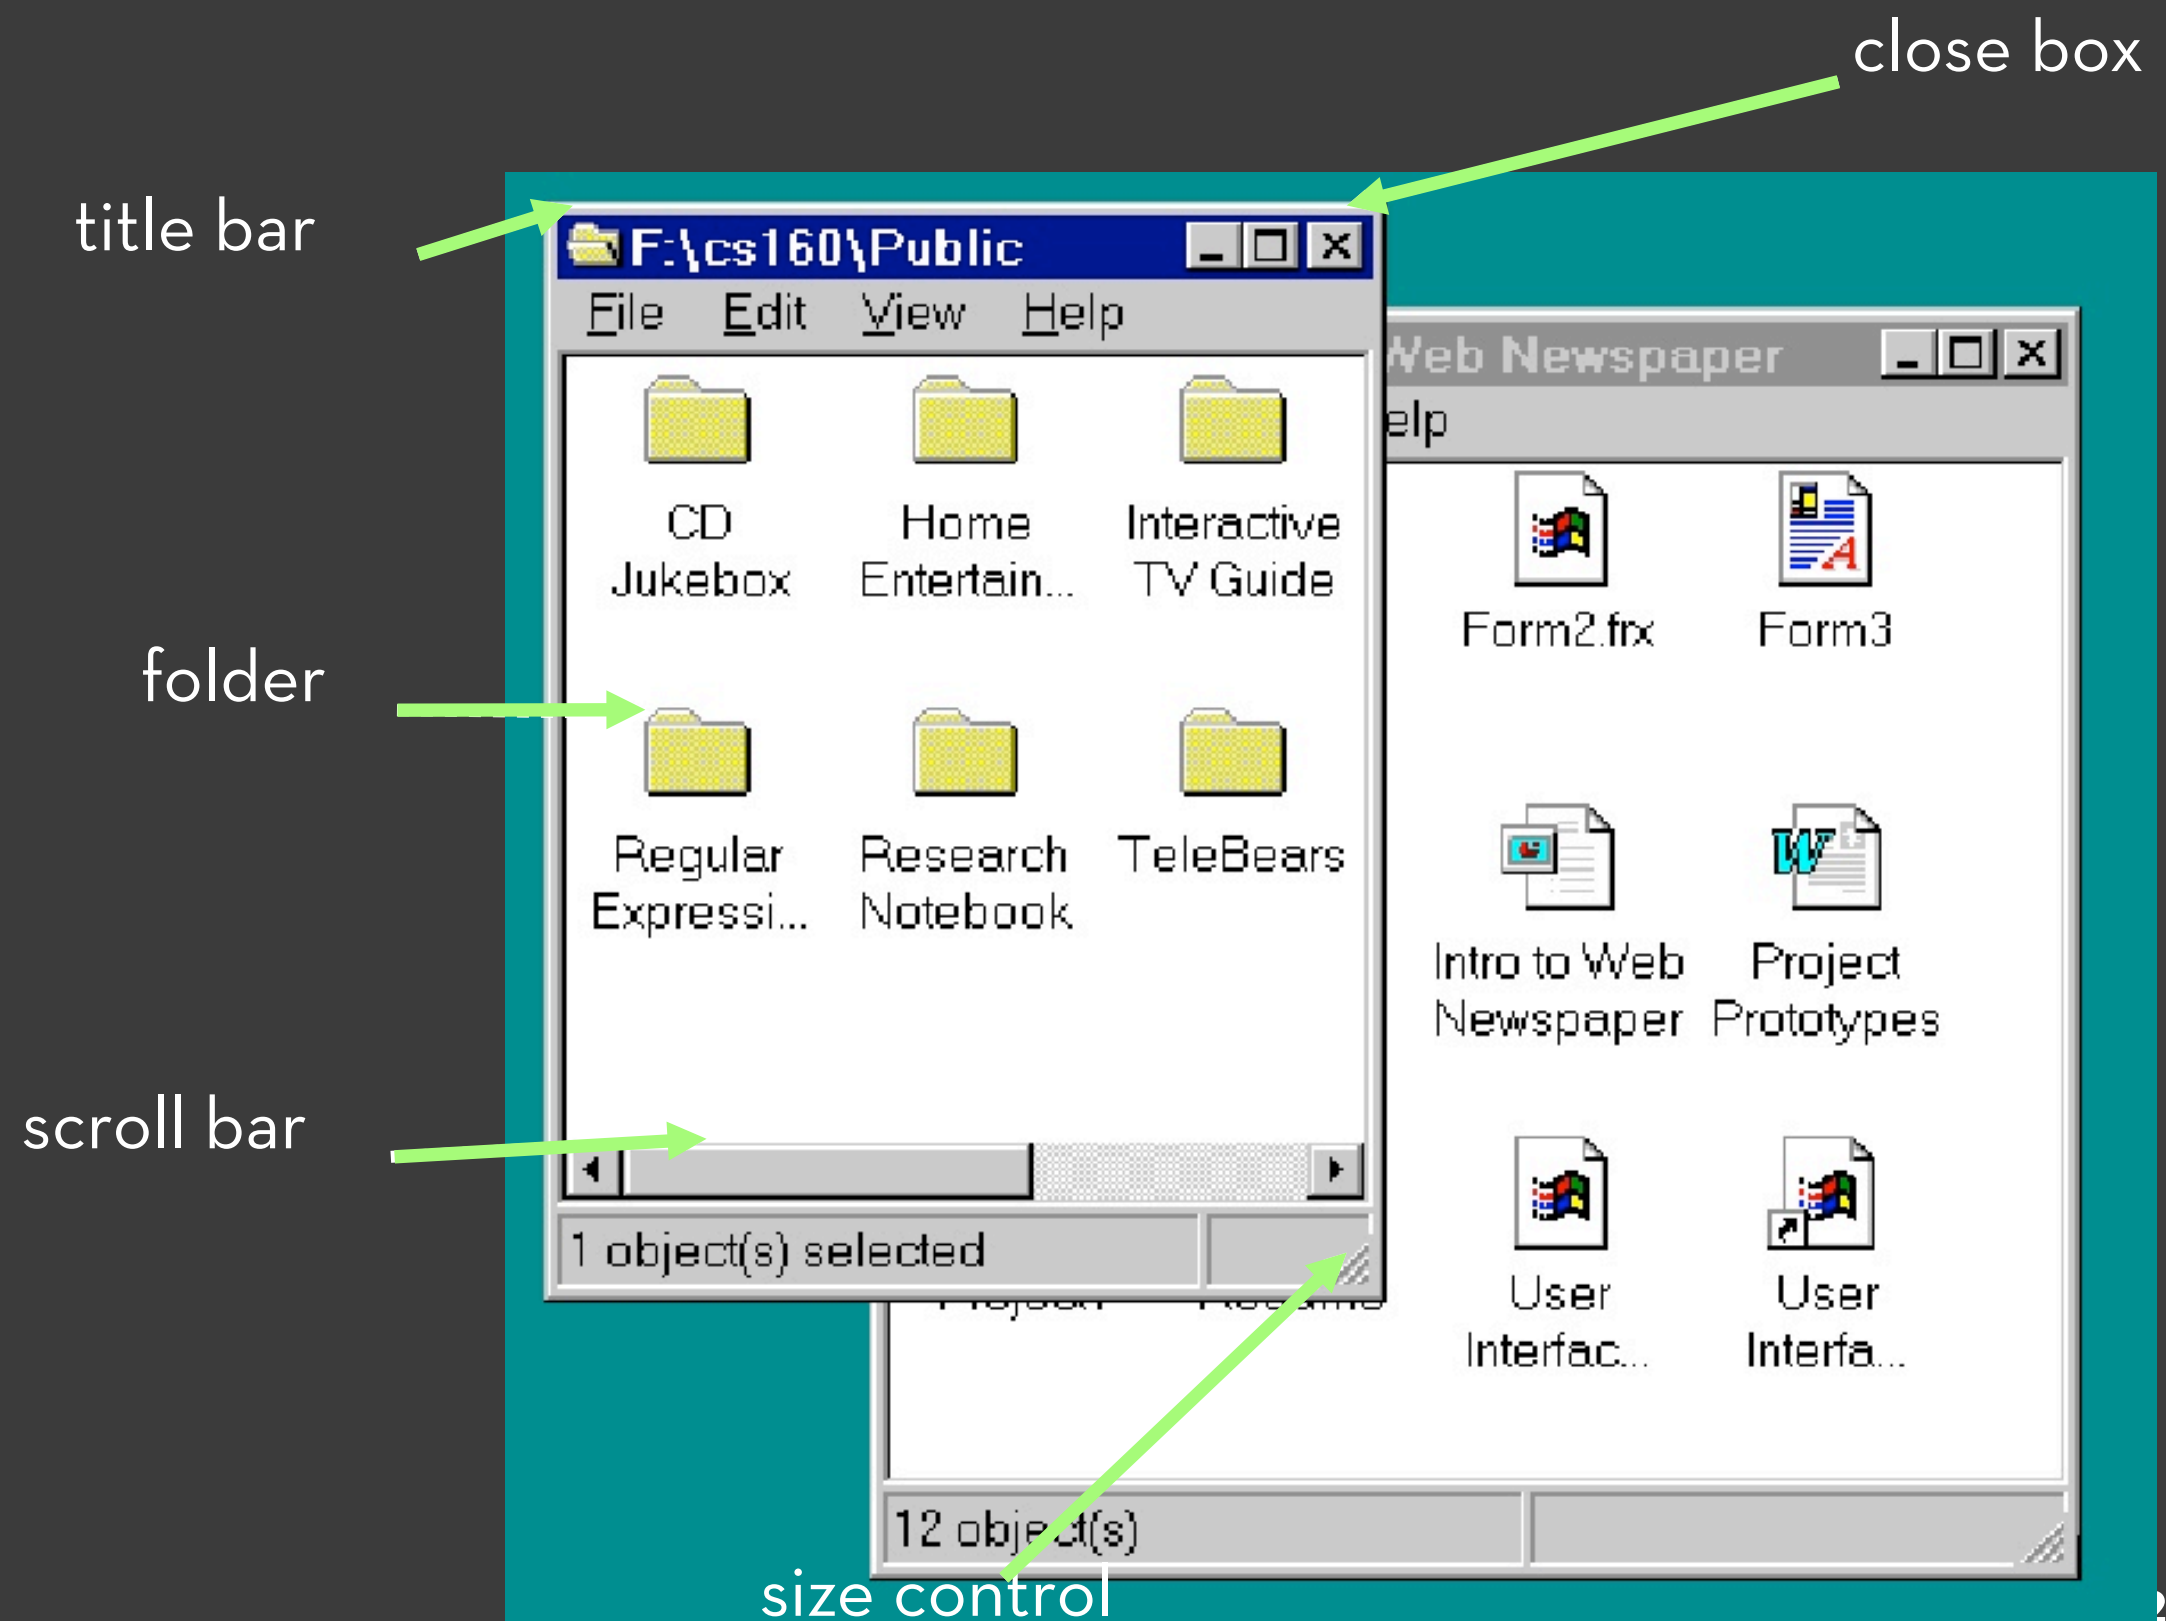 close box
title bar
F:\cs160\Public
File Edit View Help
Web Newspaper
elp
CD
Jukebox
Home
Entertain...
Interactive
TV Guide
Form2.frx
Form3
folder
Regular
Expressi...
Research
Notebook
TeleBears
Intro to Web
Newspaper
Project
Prototypes
scroll bar
1 object(s) selected
User
Interfac...
User
Interfa...
12 object(s)
size control